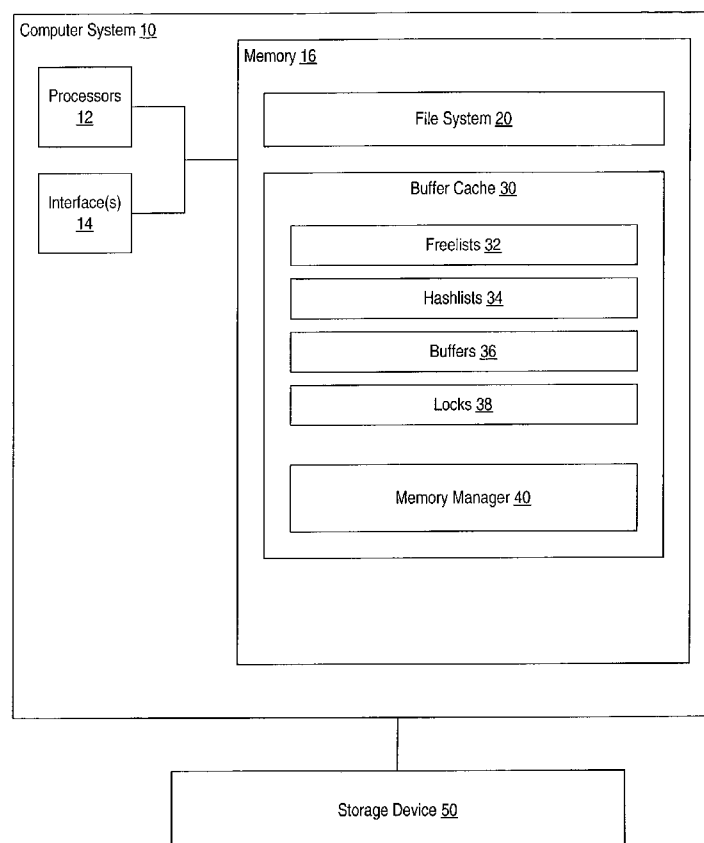 Computer System 10
Memory 16
Processors
12
Interface(s)
14
File System 20
Buffer Cache 30
Freelists 32
Hashlists 34
Buffers 36
Locks 38
Memory Manager 40
Storage Device 50